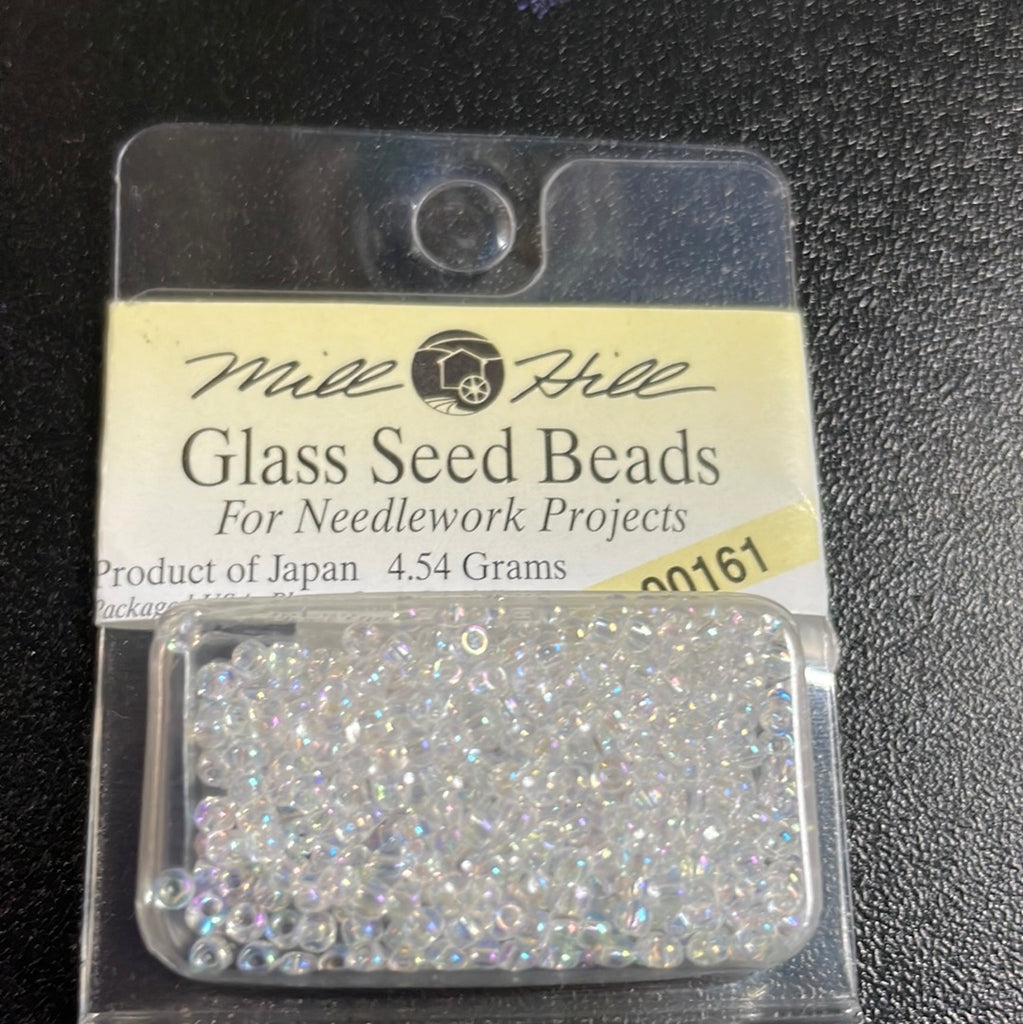 Mill Hill
Glass Seed Beads
For Needlework Projects
Product of Japan 4.54 Grams
00161